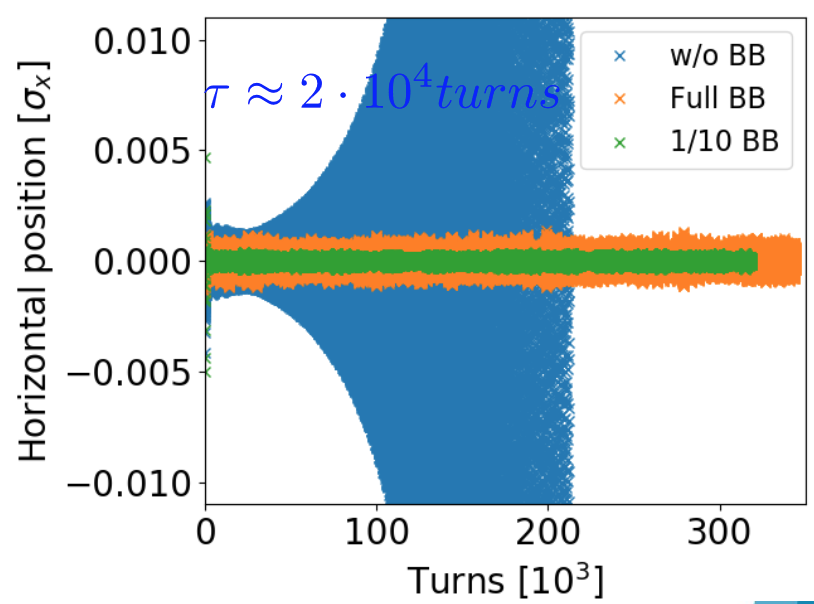 0.010
0.005
0.000
−0.005
−0.010
Horizontal position [σₓ]
τ ≈ 2 · 10⁴turns
w/o BB
Full BB
1/10 BB
0 100 200 300
Turns [10³]